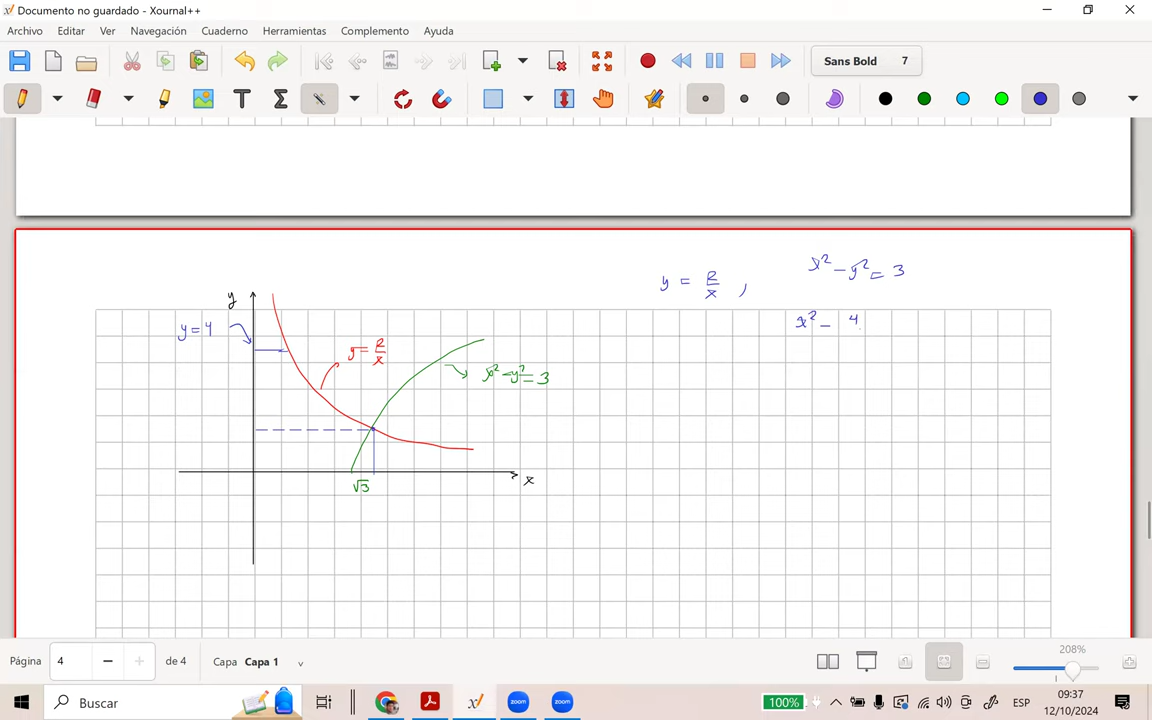 Documento no guardado - Xournal++
Archivo Editar Ver Navegación Cuaderno Herramientas Complemento Ayuda
Sans Bold 7
y = 2/x , x² - y² = 3
x² - 4
y
y = 4
y = 2/x
x² - y² = 3
√3
x
Página 4 de 4 Capa Capa 1
208%
Buscar
zoom zoom
100%
ESP
09:37
12/10/2024